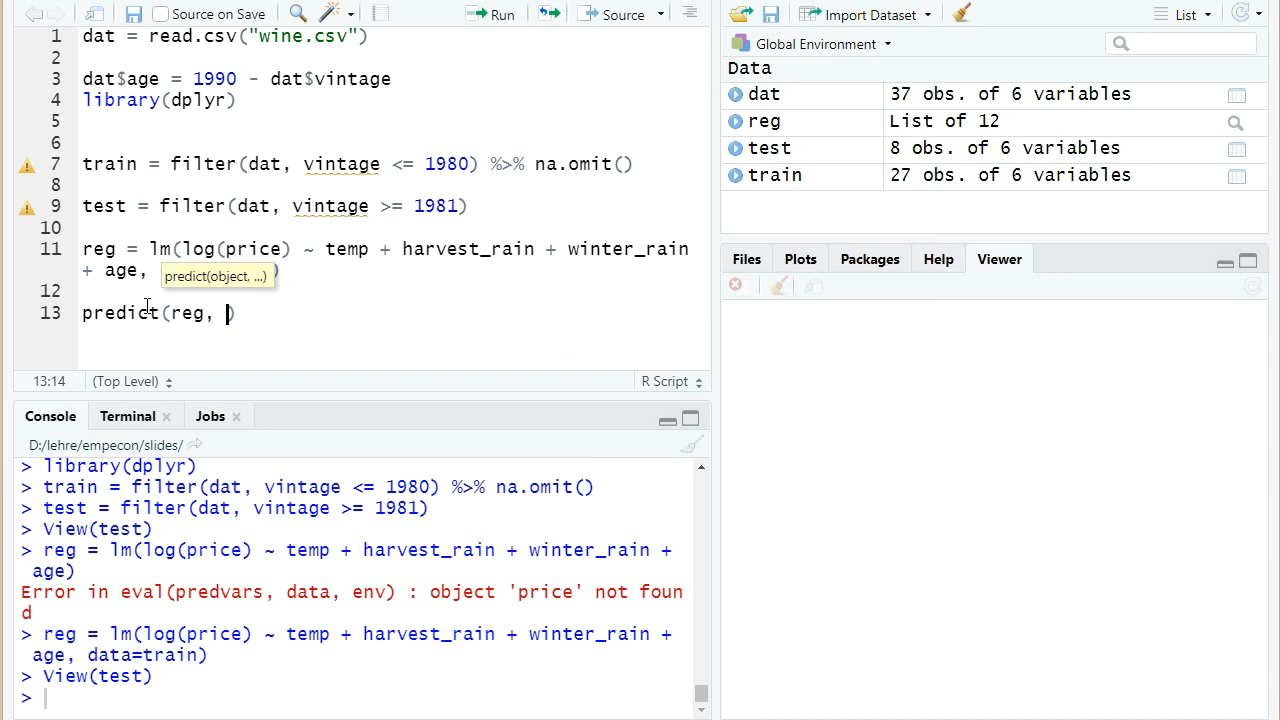 Source on Save
Run
Source
1 dat = read.csv("wine.csv")
2
3 dat$age = 1990 - dat$vintage
4 library(dplyr)
5
6
7 train = filter(dat, vintage <= 1980) %>% na.omit()
8
9 test = filter(dat, vintage >= 1981)
10
11 reg = lm(log(price) ~ temp + harvest_rain + winter_rain
+ age, )
predict(object, ...)
12
13 predict(reg, )
13:14 (Top Level) R Script
Console Terminal Jobs
D:/lehre/empecon/slides/
> library(dplyr)
> train = filter(dat, vintage <= 1980) %>% na.omit()
> test = filter(dat, vintage >= 1981)
> View(test)
> reg = lm(log(price) ~ temp + harvest_rain + winter_rain +
age)
Error in eval(predvars, data, env) : object 'price' not foun
d
> reg = lm(log(price) ~ temp + harvest_rain + winter_rain +
age, data=train)
> View(test)
>
Import Dataset List
Global Environment
Data
dat 37 obs. of 6 variables
reg List of 12
test 8 obs. of 6 variables
train 27 obs. of 6 variables
Files Plots Packages Help Viewer